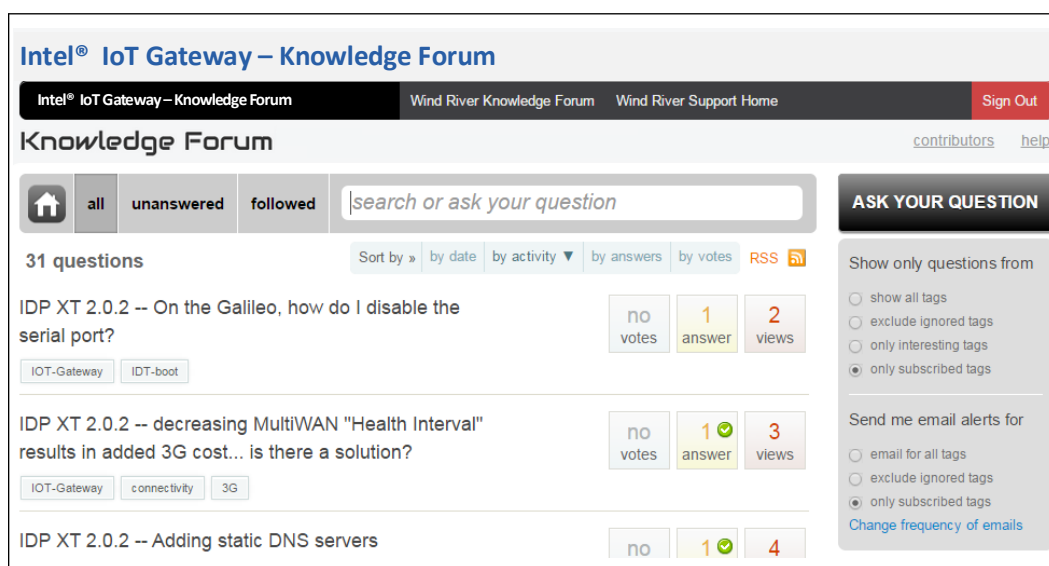 Intel® IoT Gateway – Knowledge Forum
Intel® IoT Gateway – Knowledge Forum Wind River Knowledge Forum Wind River Support Home Sign Out
Knowledge Forum contributors help
all unanswered followed search or ask your question ASK YOUR QUESTION
31 questions Sort by » by date by activity ▼ by answers by votes RSS
IDP XT 2.0.2 -- On the Galileo, how do I disable the
serial port?
no 1 2
votes answer views
IOT-Gateway IDT-boot
IDP XT 2.0.2 -- decreasing MultiWAN "Health Interval"
results in added 3G cost... is there a solution?
no 1 3
votes answer views
IOT-Gateway connectivity 3G
IDP XT 2.0.2 -- Adding static DNS servers
no 1 4
Show only questions from
show all tags
exclude ignored tags
only interesting tags
only subscribed tags
Send me email alerts for
email for all tags
exclude ignored tags
only subscribed tags
Change frequency of emails